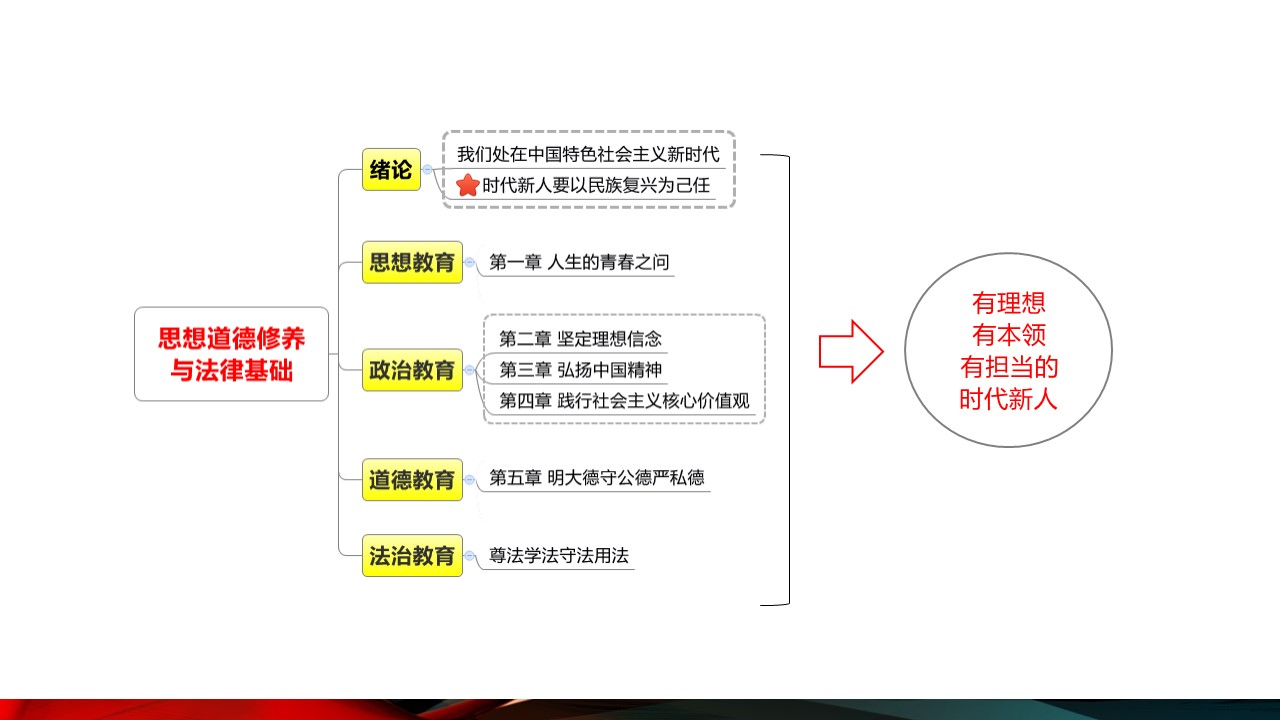 思想道德修养
与法律基础
绪论
我们处在中国特色社会主义新时代
时代新人要以民族复兴为己任
思想教育
第一章 人生的青春之问
政治教育
第二章 坚定理想信念
第三章 弘扬中国精神
第四章 践行社会主义核心价值观
道德教育
第五章 明大德守公德严私德
法治教育
尊法学法守法用法
有理想
有本领
有担当的
时代新人